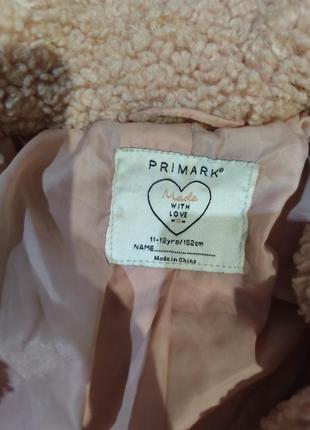 PRIMARK®
Made
WITH
LOVE
11-12yrs/152cm
NAME....................
Made in China